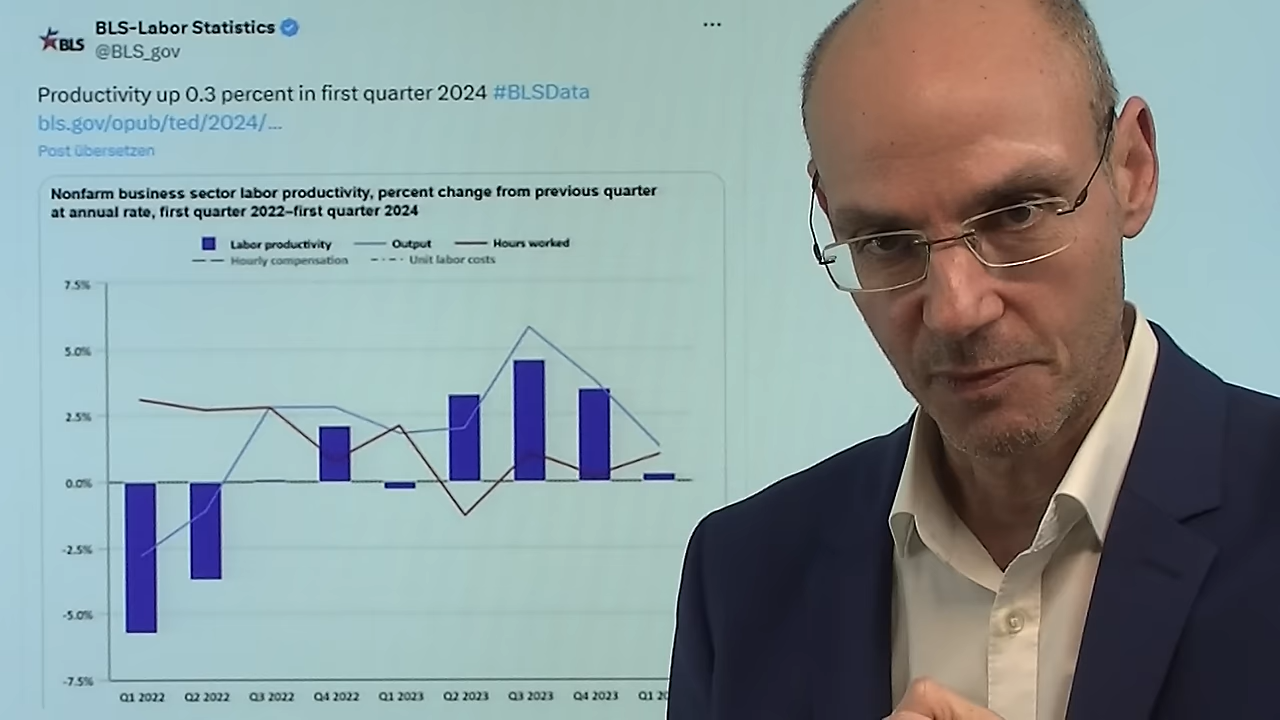 BLS-Labor Statistics
BLS
@BLS_gov
...
Productivity up 0.3 percent in first quarter 2024 #BLSData
bls.gov/opub/ted/2024/...
Post übersetzen
Nonfarm business sector labor productivity, percent change from previous quarter
at annual rate, first quarter 2022–first quarter 2024
Labor productivity Output Hours worked
Hourly compensation Unit labor costs
7.5%
5.0%
2.5%
0.0%
-2.5%
-5.0%
-7.5%
Q1 2022 Q2 2022 Q3 2022 Q4 2022 Q1 2023 Q2 2023 Q3 2023 Q4 2023 Q1